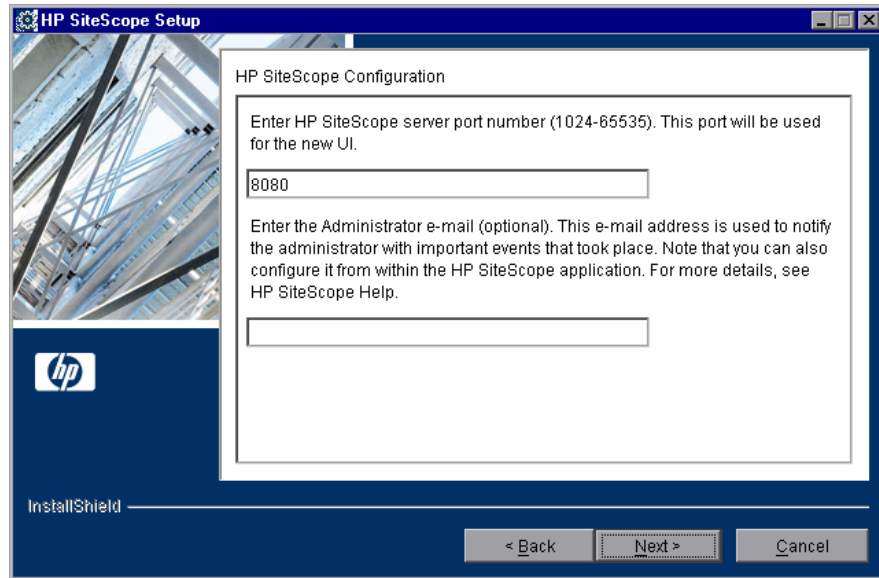 HP SiteScope Setup
HP SiteScope Configuration
Enter HP SiteScope server port number (1024-65535). This port will be used
for the new UI.
8080
Enter the Administrator e-mail (optional). This e-mail address is used to notify
the administrator with important events that took place. Note that you can also
configure it from within the HP SiteScope application. For more details, see
HP SiteScope Help.
hp
InstallShield
< Back
Next >
Cancel